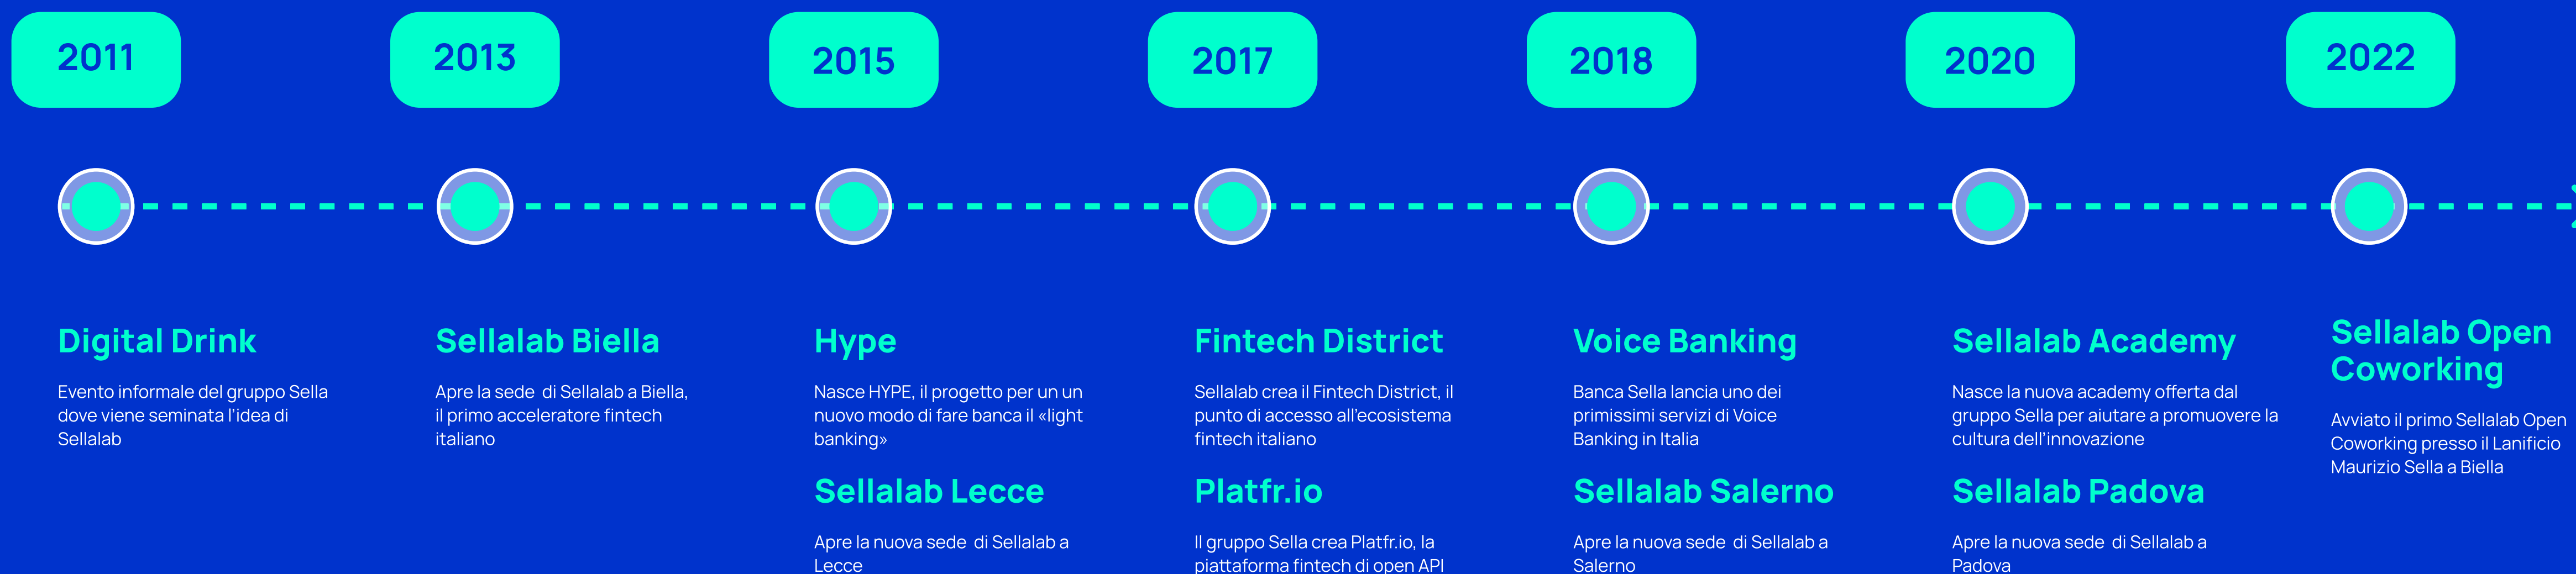 2011
2013
2015
2017
2018
2020
2022
Digital Drink
Evento informale del gruppo Sella
dove viene seminata l'idea di
Sellalab
Sellalab Biella
Apre la sede  di Sellalab a Biella,
il primo acceleratore fintech
italiano
Hype
Nasce HYPE, il progetto per un un
nuovo modo di fare banca il «light
banking»
Sellalab Lecce
Apre la nuova sede  di Sellalab a
Lecce
Fintech District
Sellalab crea il Fintech District, il
punto di accesso all'ecosistema
fintech italiano
Platfr.io
Il gruppo Sella crea Platfr.io, la
piattaforma fintech di open API
Voice Banking
Banca Sella lancia uno dei
primissimi servizi di Voice
Banking in Italia
Sellalab Salerno
Apre la nuova sede  di Sellalab a
Salerno
Sellalab Academy
Nasce la nuova academy offerta dal
gruppo Sella per aiutare a promuovere la
cultura dell'innovazione
Sellalab Padova
Apre la nuova sede  di Sellalab a
Padova
Sellalab Open
Coworking
Avviato il primo Sellalab Open
Coworking presso il Lanificio
Maurizio Sella a Biella